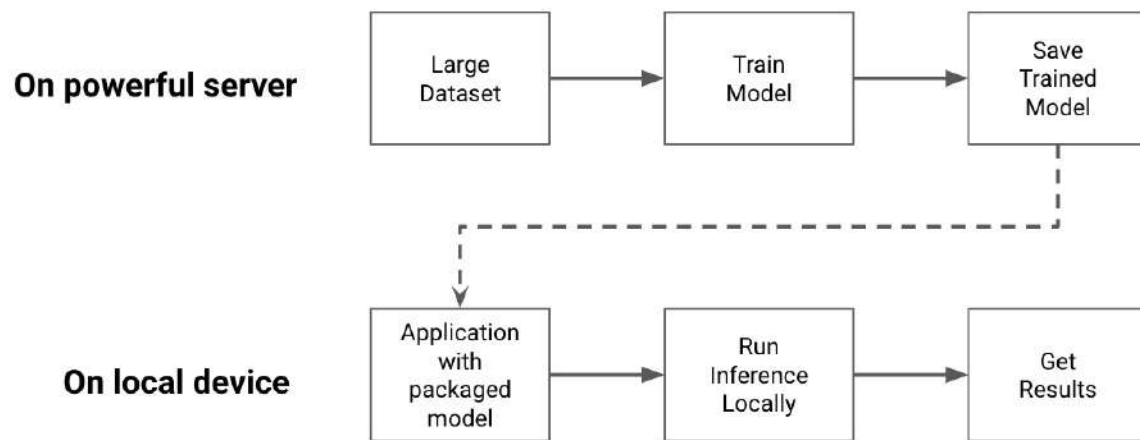 On powerful server
Large
Dataset
Train
Model
Save
Trained
Model
On local device
Application
with
packaged
model
Run
Inference
Locally
Get
Results